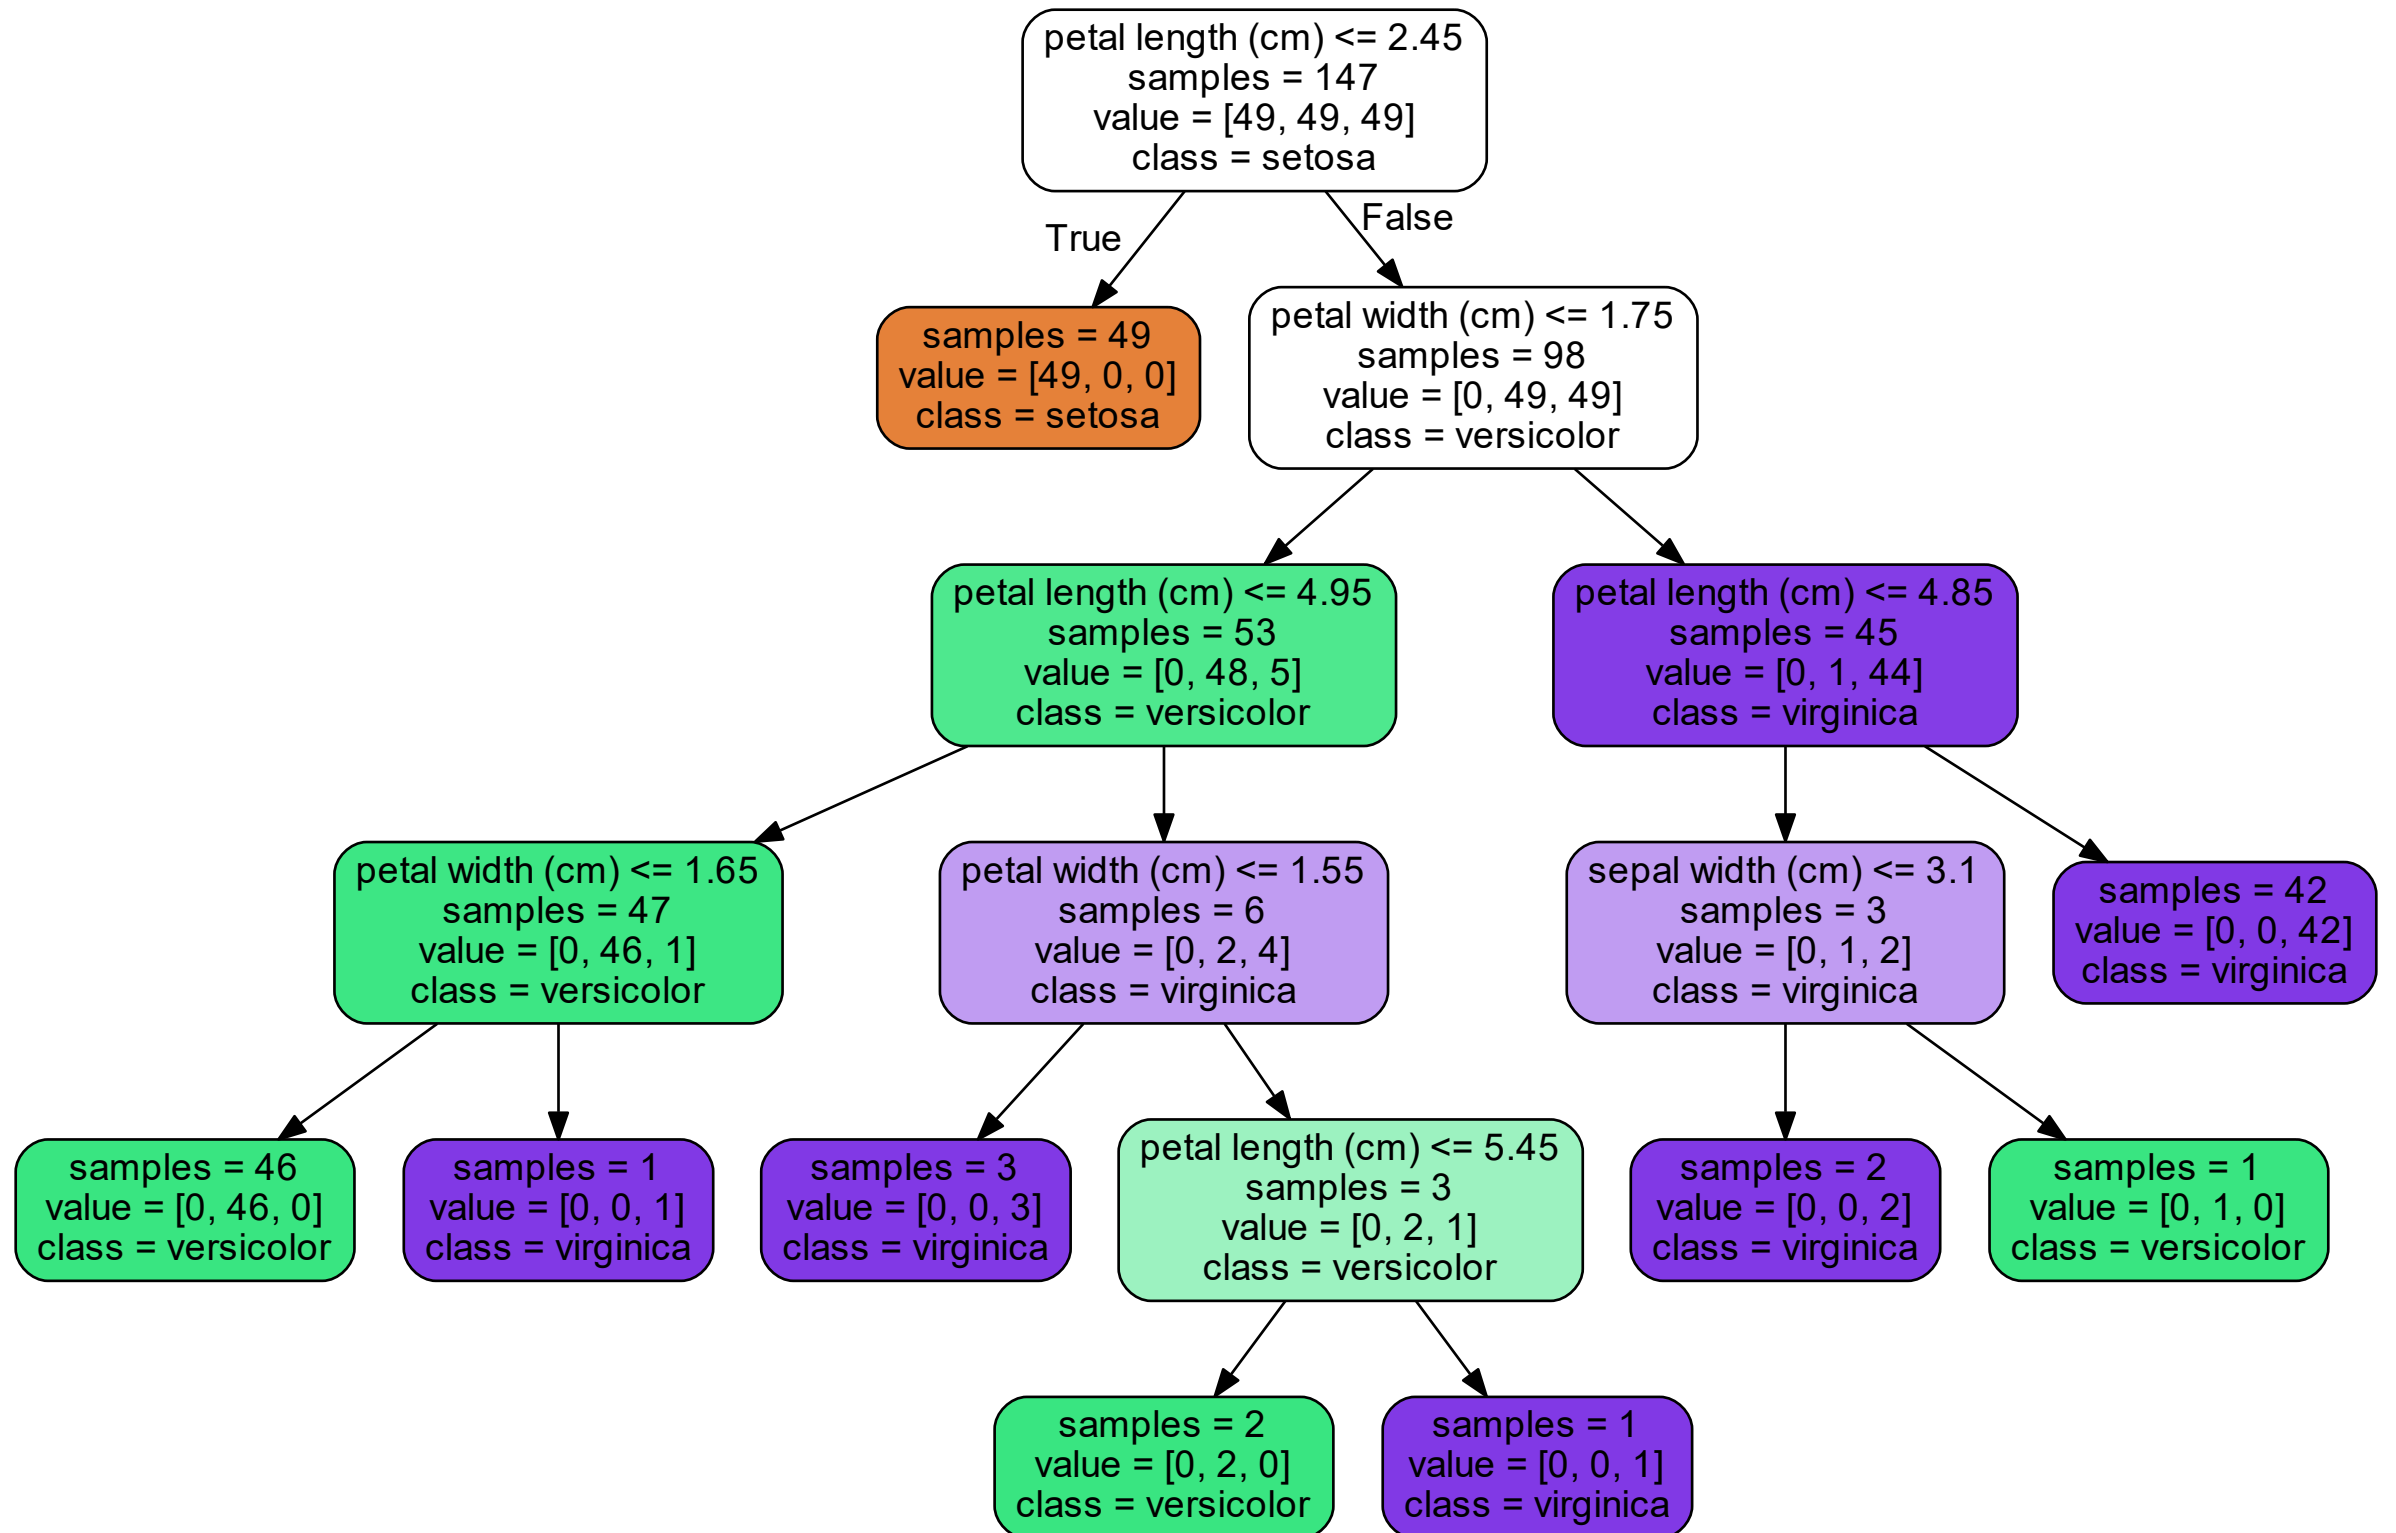 petal length (cm) <= 2.45
samples = 147
value = [49, 49, 49]
class = setosa
True
False
samples = 49
value = [49, 0, 0]
class = setosa
petal width (cm) <= 1.75
samples = 98
value = [0, 49, 49]
class = versicolor
petal length (cm) <= 4.95
samples = 53
value = [0, 48, 5]
class = versicolor
petal length (cm) <= 4.85
samples = 45
value = [0, 1, 44]
class = virginica
petal width (cm) <= 1.65
samples = 47
value = [0, 46, 1]
class = versicolor
petal width (cm) <= 1.55
samples = 6
value = [0, 2, 4]
class = virginica
sepal width (cm) <= 3.1
samples = 3
value = [0, 1, 2]
class = virginica
samples = 42
value = [0, 0, 42]
class = virginica
samples = 46
value = [0, 46, 0]
class = versicolor
samples = 1
value = [0, 0, 1]
class = virginica
samples = 3
value = [0, 0, 3]
class = virginica
petal length (cm) <= 5.45
samples = 3
value = [0, 2, 1]
class = versicolor
samples = 2
value = [0, 0, 2]
class = virginica
samples = 1
value = [0, 1, 0]
class = versicolor
samples = 2
value = [0, 2, 0]
class = versicolor
samples = 1
value = [0, 0, 1]
class = virginica